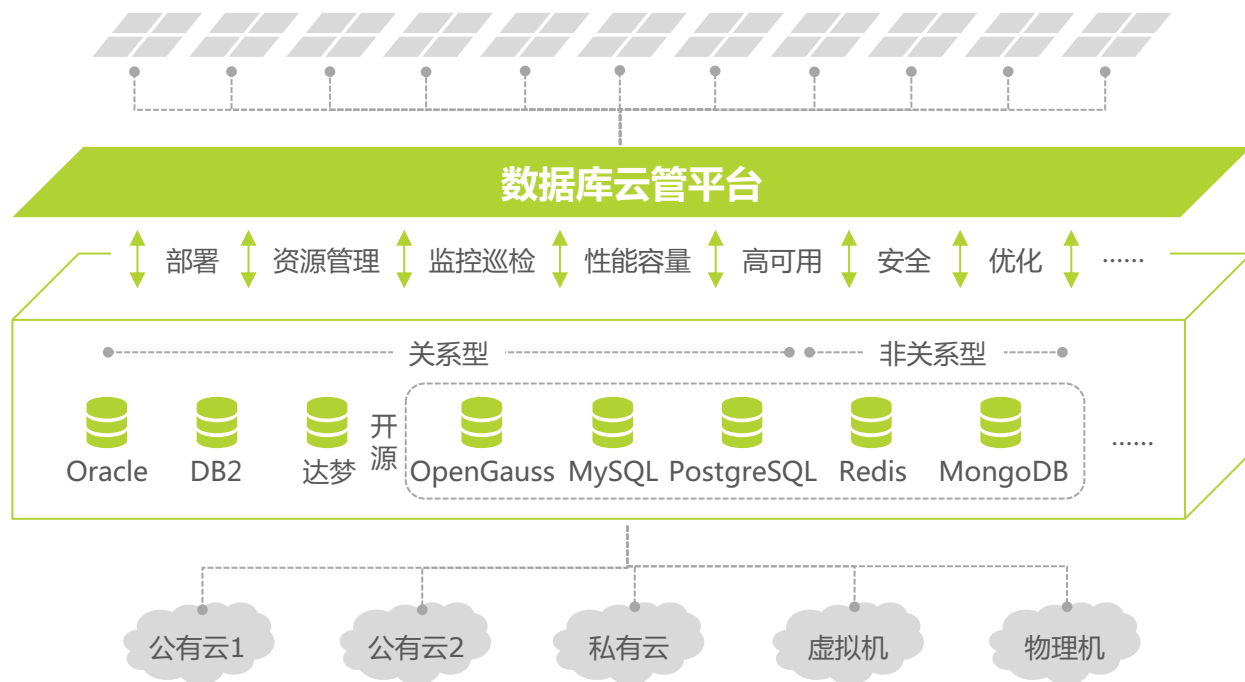 数据库云管平台
部署 资源管理 监控巡检 性能容量 高可用 安全 优化 ······
关系型 非关系型
开源
Oracle DB2 达梦 OpenGauss MySQL PostgreSQL Redis MongoDB ······
公有云1 公有云2 私有云 虚拟机 物理机